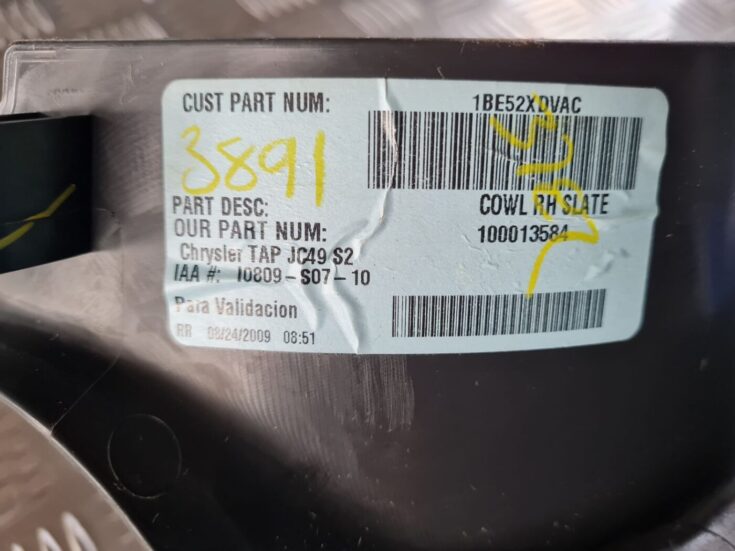 CUST PART NUM: 1BE52XDVAC
3891
PART DESC: COWL RH SLATE
OUR PART NUM: 100013584
Chrysler TAP JC49 S2
IAA #: I0809-S07-10
Para Validacion
RR 08/24/2009 08:51